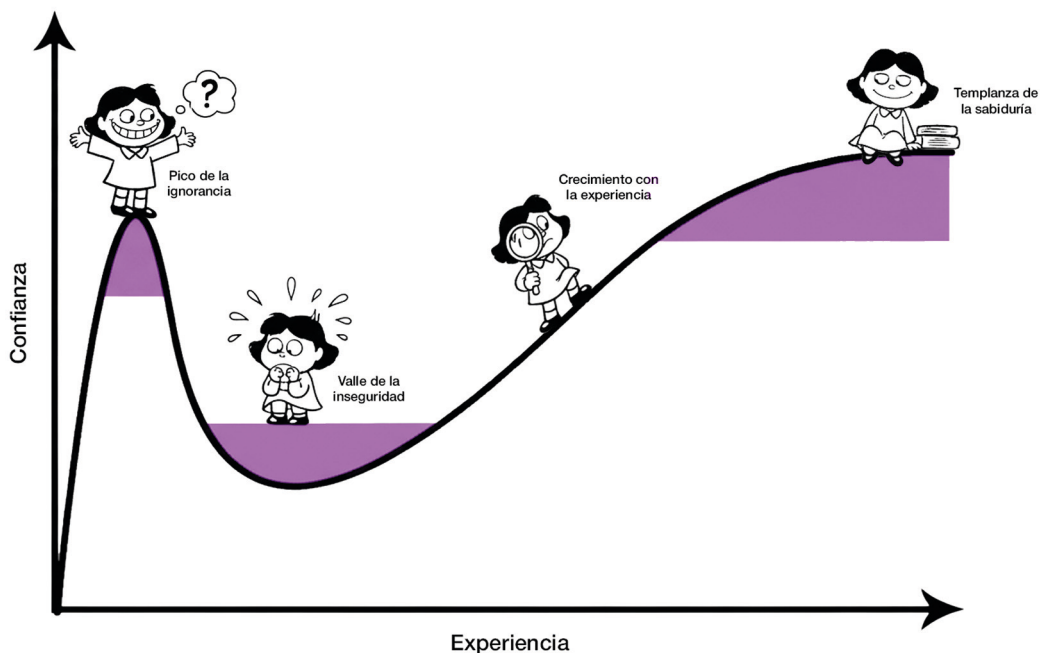 ?
Templanza de
la sabiduría
Pico de la
ignorancia
Crecimiento con
la experiencia
Valle de la
inseguridad
Confianza
Experiencia